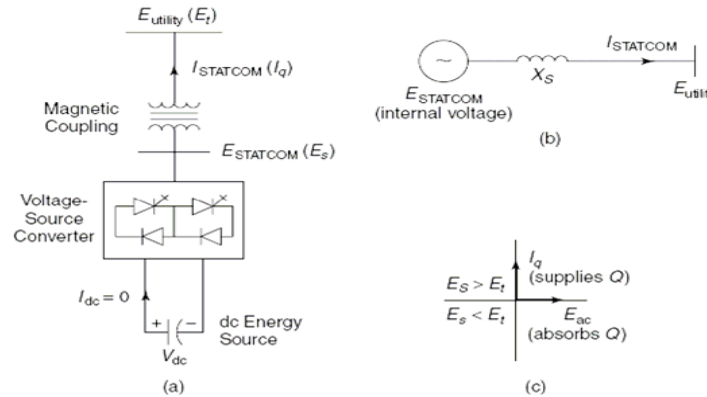 E_utility (E_t)
I_STATCOM (I_q)
Magnetic
Coupling
E_STATCOM (E_s)
Voltage-
Source
Converter
I_dc = 0
+ −
dc Energy
Source
V_dc
(a)
~
I_STATCOM
X_S
E_STATCOM
(internal voltage)
E_utilit
(b)
I_q
(supplies Q)
E_S > E_t
E_s < E_t
E_ac
(absorbs Q)
(c)